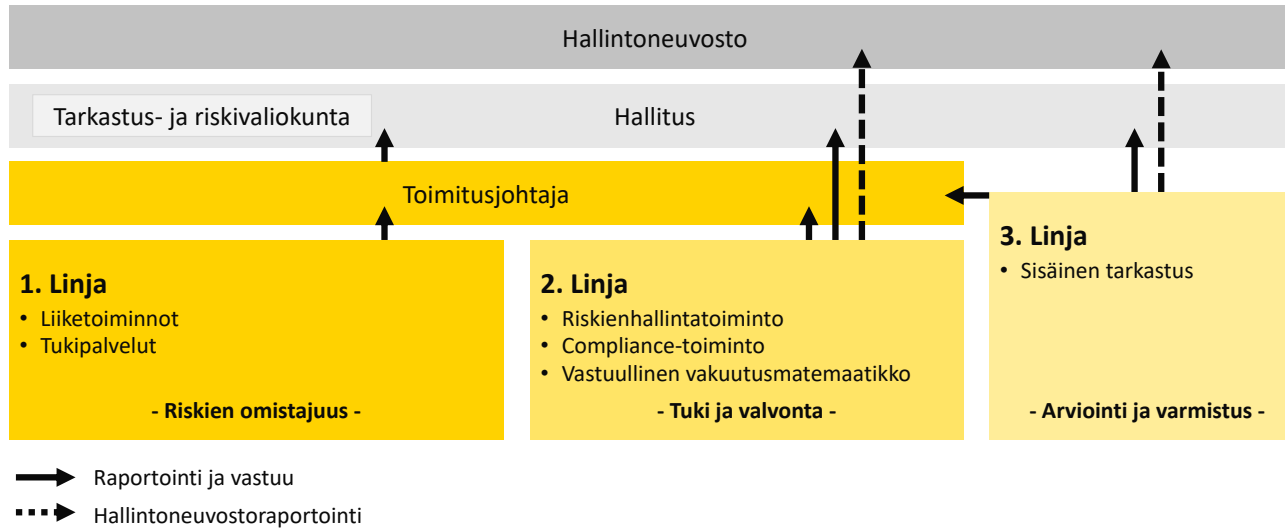 Hallintoneuvosto
Tarkastus- ja riskivaliokunta
Hallitus
Toimitusjohtaja
1. Linja
• Liiketoiminnot
• Tukipalvelut
- Riskien omistajuus -
2. Linja
• Riskienhallintatoiminto
• Compliance-toiminto
• Vastuullinen vakuutusmatemaatikko
- Tuki ja valvonta -
3. Linja
• Sisäinen tarkastus
- Arviointi ja varmistus -
Raportointi ja vastuu
Hallintoneuvostoraportointi